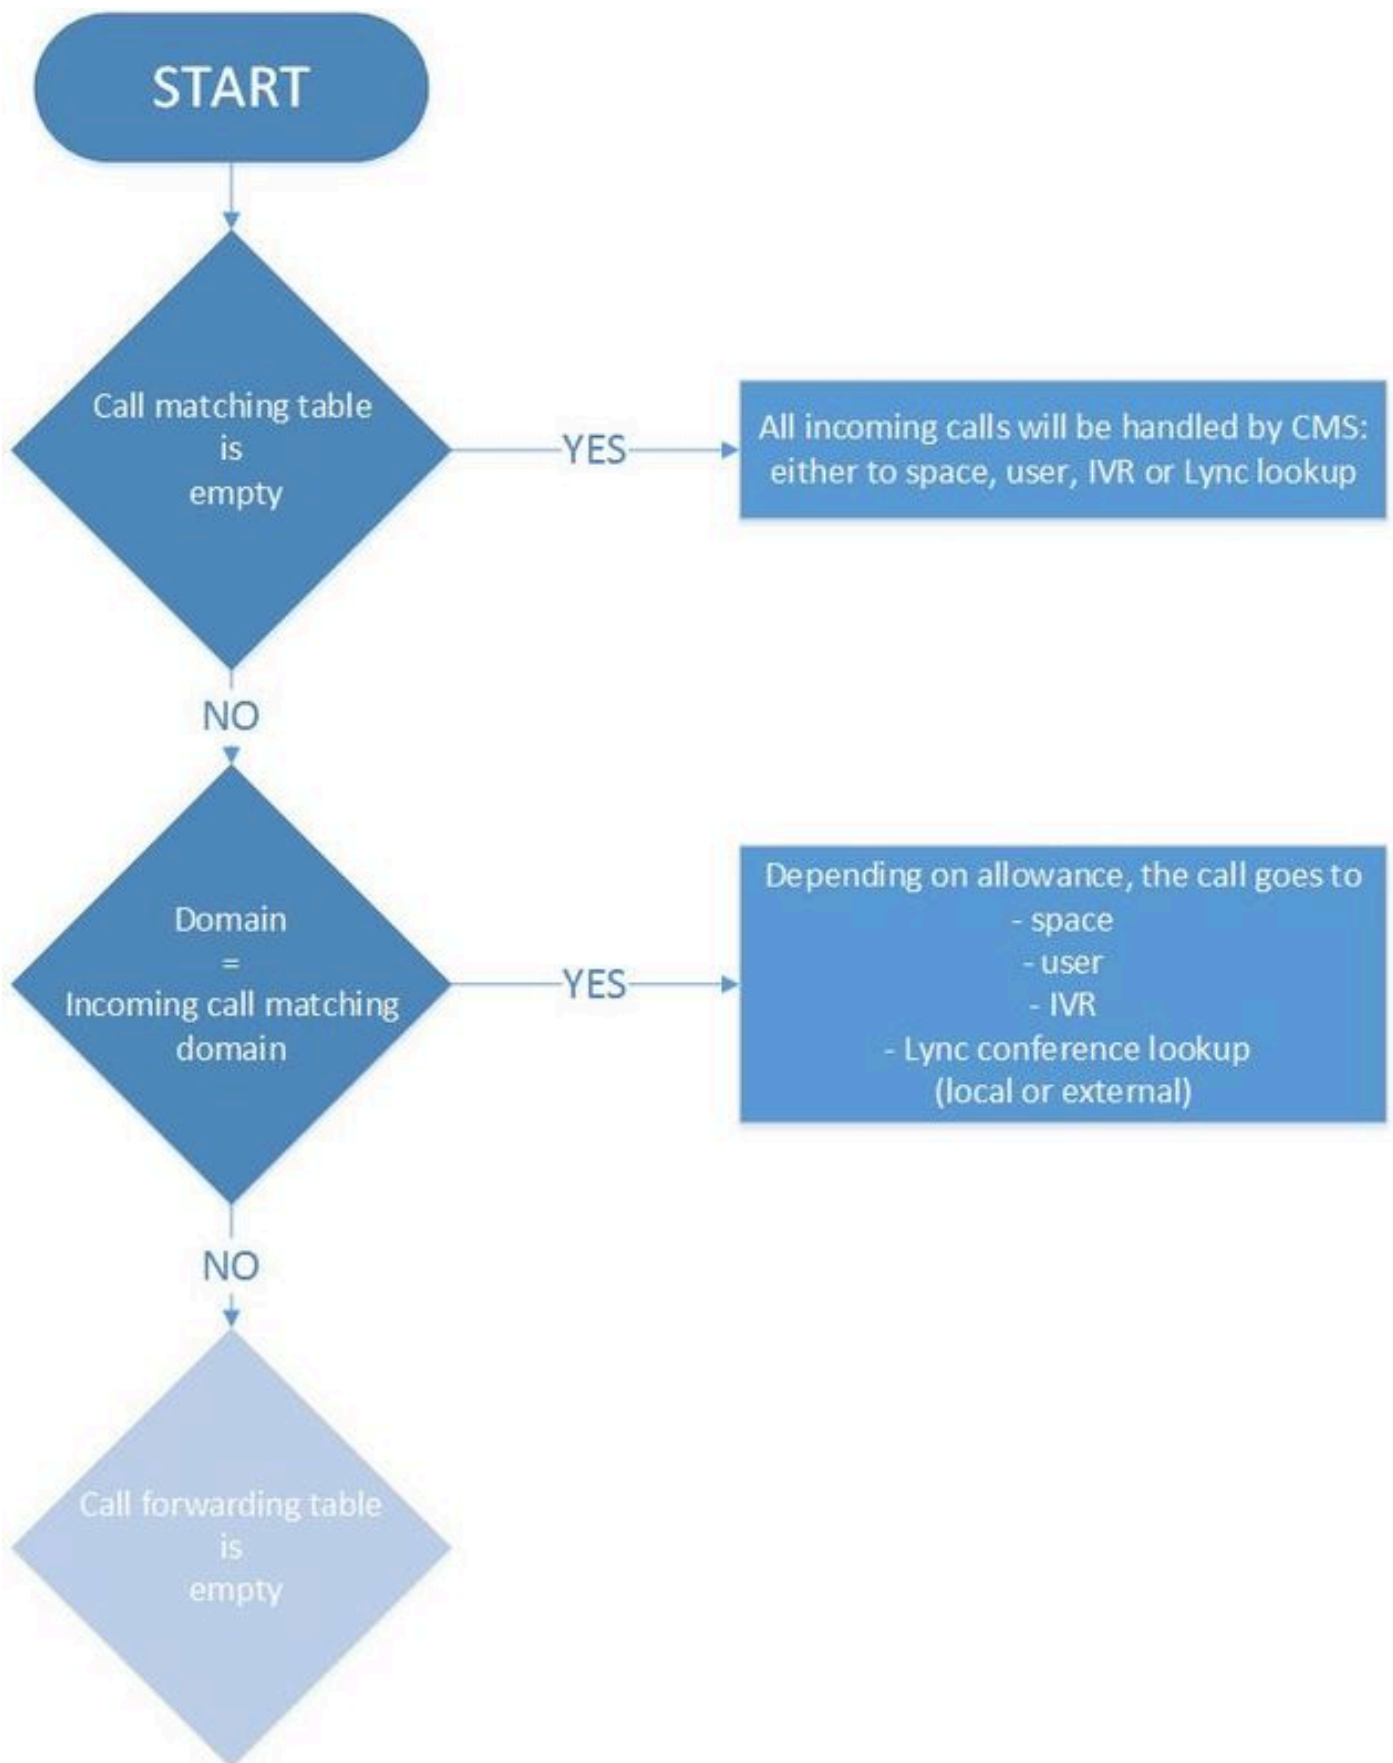 START
Call matching table
is
empty
YES
All incoming calls will be handled by CMS:
either to space, user, IVR or Lync lookup
NO
Domain
=
Incoming call matching
domain
YES
Depending on allowance, the call goes to
- space
- user
- IVR
- Lync conference lookup
(local or external)
NO
Call forwarding table
is
empty